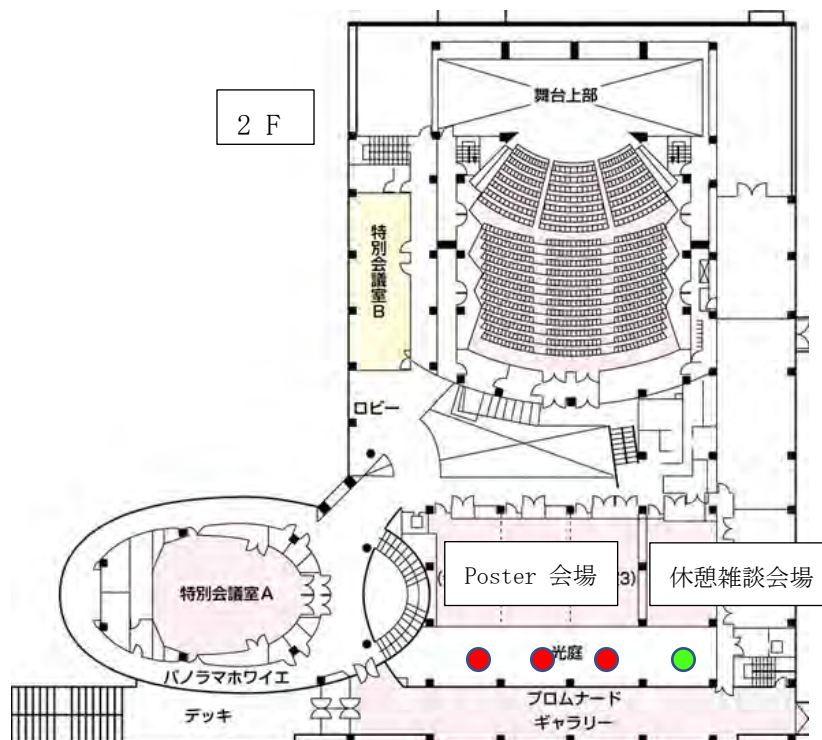 舞台上部
2 F
特別会議室B
ロビー
Poster 会場
休憩雑談会場
(
3)
特別会議室A
光庭
パノラマホワイエ
デッキ
プロムナード
ギャラリー